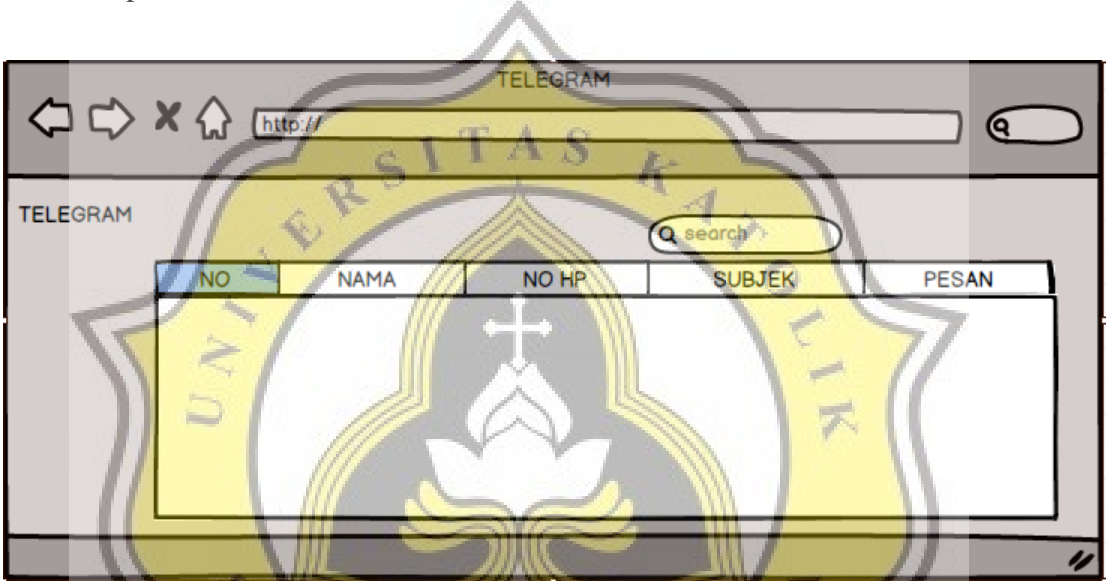 TELEGRAM
http://
TELEGRAM
search
NO NAMA NO HP SUBJEK PESAN
UNIVERSITAS KATOLIK